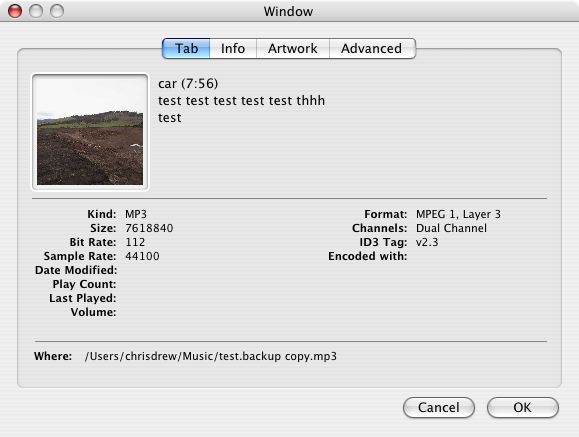 Window
Tab Info Artwork Advanced
car (7:56)
test test test test test thhh
test
Kind: MP3 Format: MPEG 1, Layer 3
Size: 7618840 Channels: Dual Channel
Bit Rate: 112 ID3 Tag: v2.3
Sample Rate: 44100 Encoded with:
Date Modified:
Play Count:
Last Played:
Volume:
Where: /Users/chrisdrew/Music/test.backup copy.mp3
Cancel OK